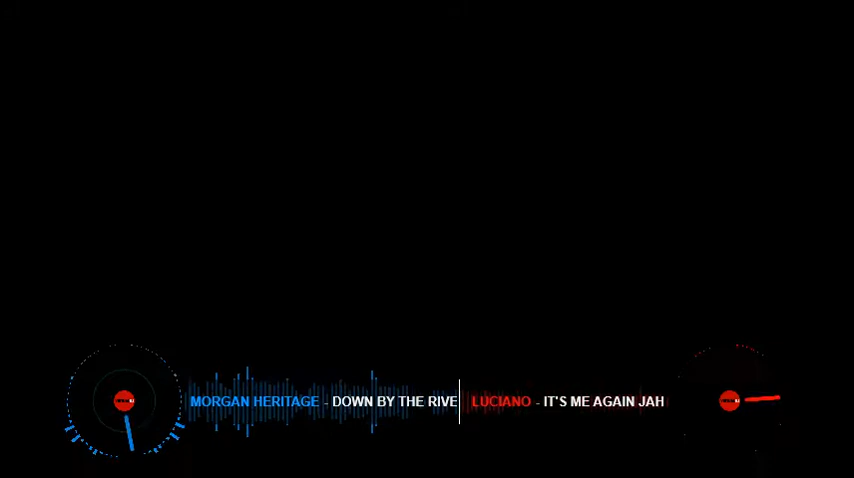 MORGAN HERITAGE - DOWN BY THE RIVE
LUCIANO - IT'S ME AGAIN JAH